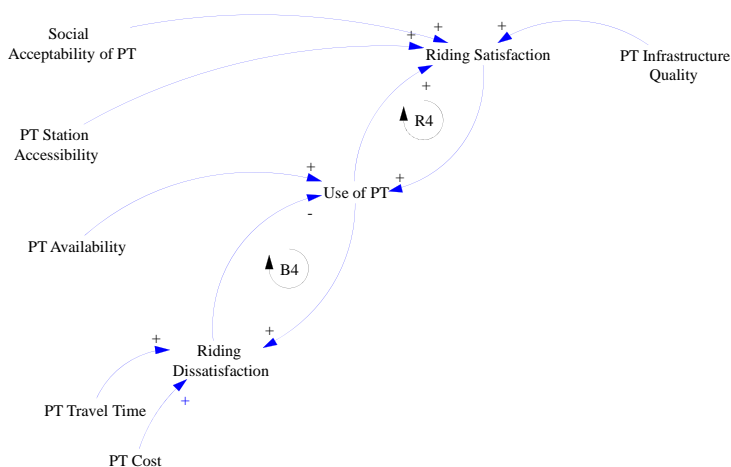 Social
Acceptability of PT
+
+
+
Riding Satisfaction
PT Infrastructure
Quality
+
R4
PT Station
Accessibility
+
+
Use of PT
-
PT Availability
B4
+
+
Riding
Dissatisfaction
+
PT Travel Time
PT Cost